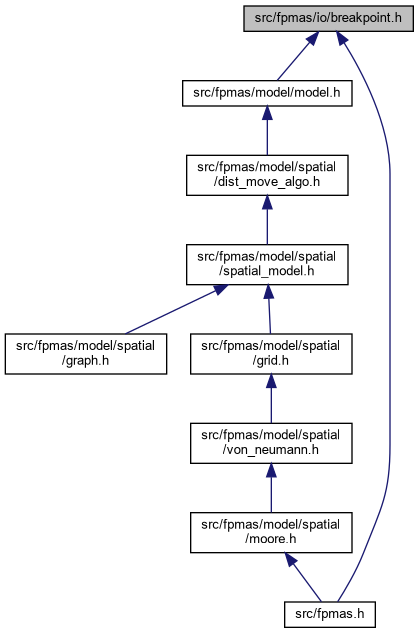 src/fpmas/io/breakpoint.h
src/fpmas/model/model.h
src/fpmas/model/spatial
/dist_move_algo.h
src/fpmas/model/spatial
/spatial_model.h
src/fpmas/model/spatial
/graph.h
src/fpmas/model/spatial
/grid.h
src/fpmas/model/spatial
/von_neumann.h
src/fpmas/model/spatial
/moore.h
src/fpmas.h